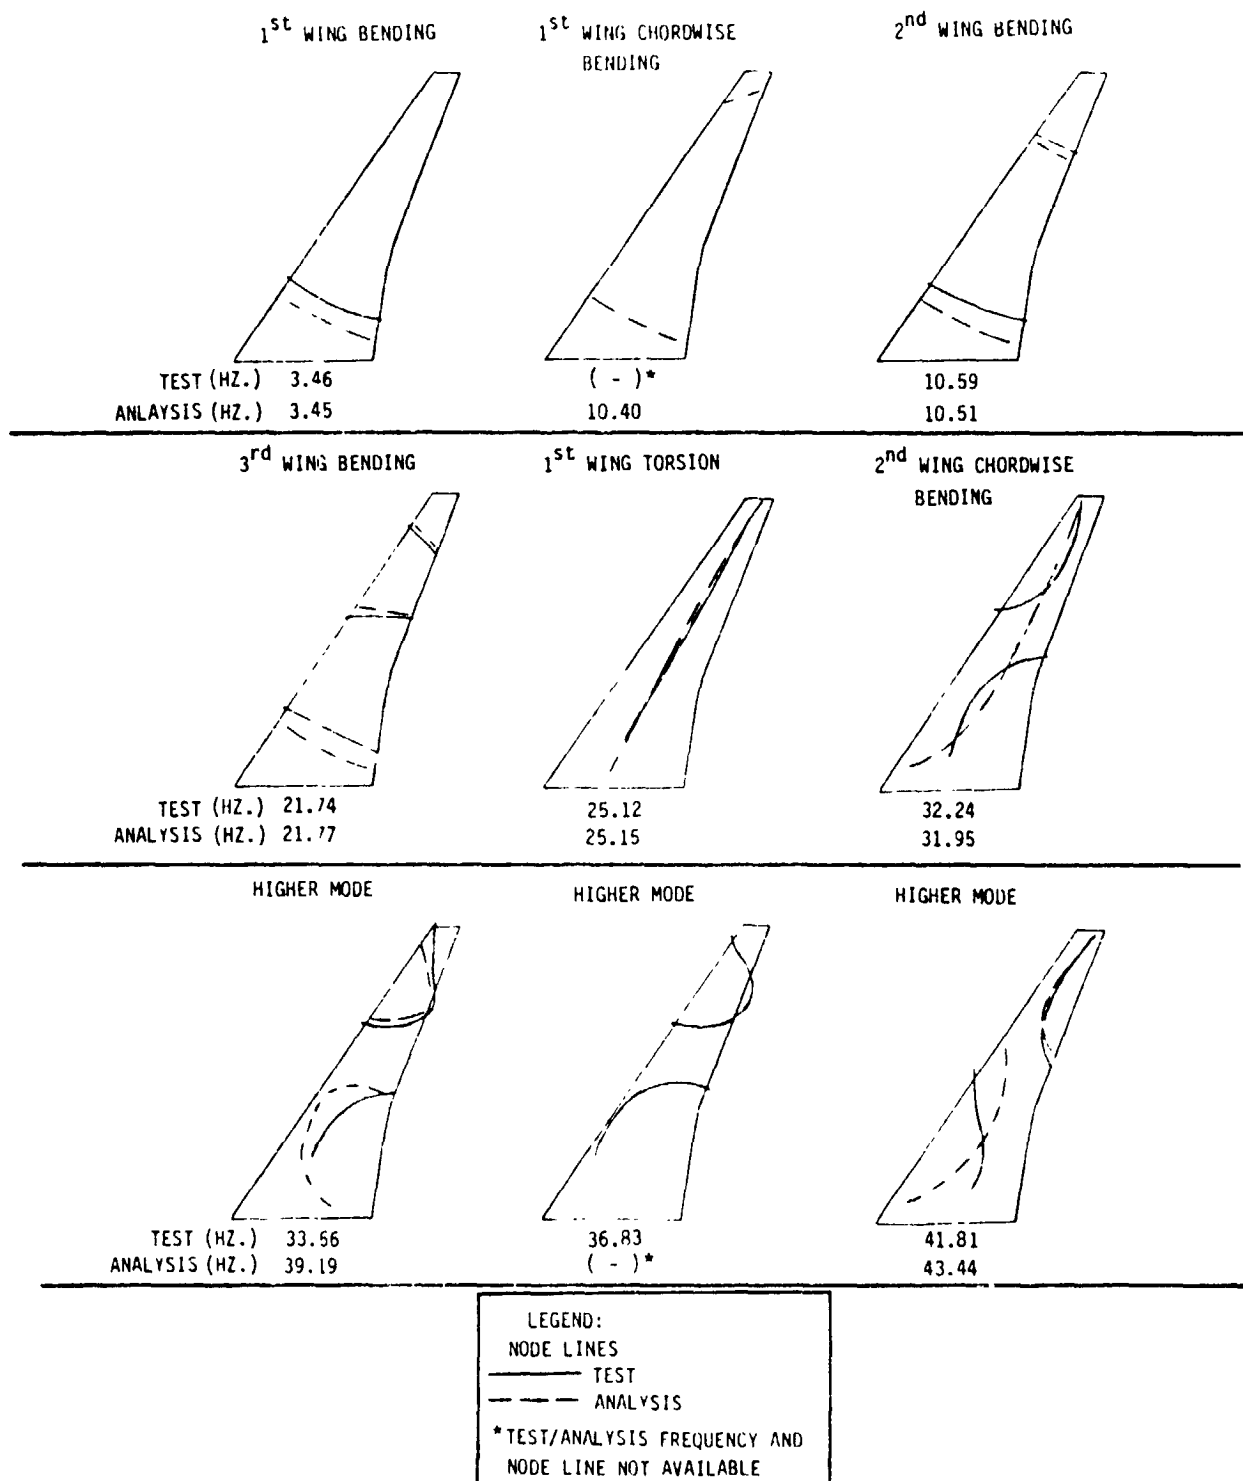 1st WING BENDING
1st WING CHORDWISE
BENDING
2nd WING BENDING
TEST (HZ.) 3.46 ( - )* 10.59
ANLAYSIS (HZ.) 3.45 10.40 10.51
3rd WING BENDING
1st WING TORSION
2nd WING CHORDWISE
BENDING
TEST (HZ.) 21.74 25.12 32.24
ANALYSIS (HZ.) 21.77 25.15 31.95
HIGHER MODE HIGHER MODE HIGHER MODE
TEST (HZ.) 33.56 36.83 41.81
ANALYSIS (HZ.) 39.19 ( - )* 43.44
LEGEND:
NODE LINES
TEST
ANALYSIS
*TEST/ANALYSIS FREQUENCY AND
NODE LINE NOT AVAILABLE